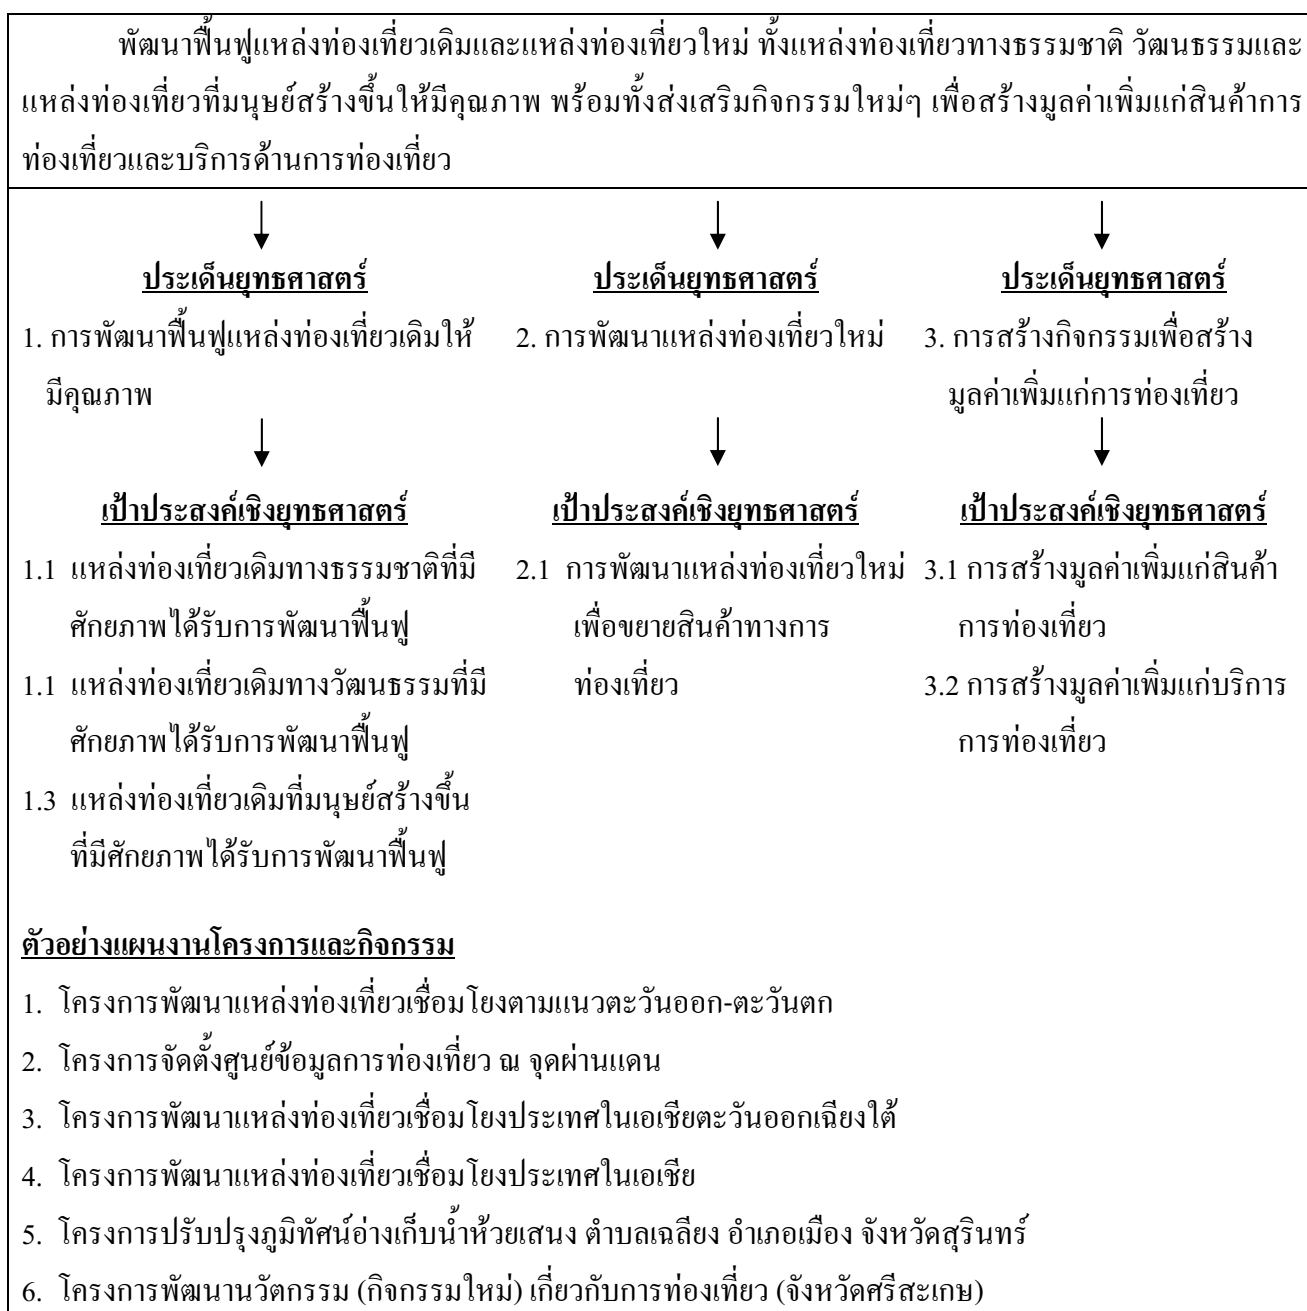 พัฒนาฟื้นฟูแหล่งท่องเที่ยวเดิมและแหล่งท่องเที่ยวใหม่ ทั้งแหล่งท่องเที่ยวทางธรรมชาติ วัฒนธรรมและ
แหล่งท่องเที่ยวที่มนุษย์สร้างขึ้นให้มีคุณภาพ พร้อมทั้งส่งเสริมกิจกรรมใหม่ๆ เพื่อสร้างมูลค่าเพิ่มแก่สินค้าการ
ท่องเที่ยวและบริการด้านการท่องเที่ยว
ประเด็นยุทธศาสตร์
1. การพัฒนาฟื้นฟูแหล่งท่องเที่ยวเดิมให้
มีคุณภาพ
เป้าประสงค์เชิงยุทธศาสตร์
1.1 แหล่งท่องเที่ยวเดิมทางธรรมชาติที่มี
ศักยภาพได้รับการพัฒนาฟื้นฟู
1.1 แหล่งท่องเที่ยวเดิมทางวัฒนธรรมที่มี
ศักยภาพได้รับการพัฒนาฟื้นฟู
1.3 แหล่งท่องเที่ยวเดิมที่มนุษย์สร้างขึ้น
ที่มีศักยภาพได้รับการพัฒนาฟื้นฟู
ประเด็นยุทธศาสตร์
2. การพัฒนาแหล่งท่องเที่ยวใหม่
เป้าประสงค์เชิงยุทธศาสตร์
2.1 การพัฒนาแหล่งท่องเที่ยวใหม่
เพื่อขยายสินค้าทางการ
ท่องเที่ยว
ประเด็นยุทธศาสตร์
3. การสร้างกิจกรรมเพื่อสร้าง
มูลค่าเพิ่มแก่การท่องเที่ยว
เป้าประสงค์เชิงยุทธศาสตร์
3.1 การสร้างมูลค่าเพิ่มแก่สินค้า
การท่องเที่ยว
3.2 การสร้างมูลค่าเพิ่มแก่บริการ
การท่องเที่ยว
ตัวอย่างแผนงานโครงการและกิจกรรม
1. โครงการพัฒนาแหล่งท่องเที่ยวเชื่อมโยงตามแนวตะวันออก-ตะวันตก
2. โครงการจัดตั้งศูนย์ข้อมูลการท่องเที่ยว ณ จุดผ่านแดน
3. โครงการพัฒนาแหล่งท่องเที่ยวเชื่อมโยงประเทศในเอเชียตะวันออกเฉียงใต้
4. โครงการพัฒนาแหล่งท่องเที่ยวเชื่อมโยงประเทศในเอเชีย
5. โครงการปรับปรุงภูมิทัศน์อ่างเก็บน้ำห้วยเสนง ตำบลเฉลียง อำเภอเมือง จังหวัดสุรินทร์
6. โครงการพัฒนานวัตกรรม (กิจกรรมใหม่) เกี่ยวกับการท่องเที่ยว (จังหวัดศรีสะเกษ)